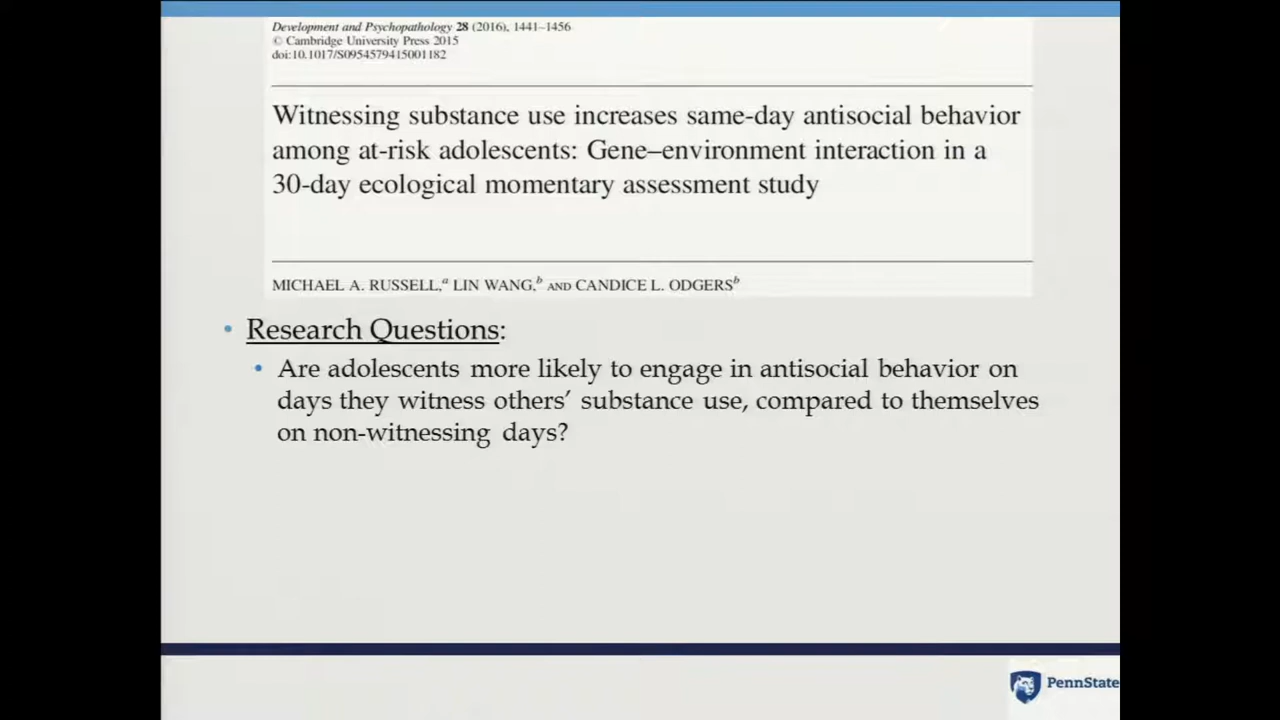 Development and Psychopathology 28 (2016), 1441–1456
© Cambridge University Press 2015
doi:10.1017/S0954579415001182
Witnessing substance use increases same-day antisocial behavior
among at-risk adolescents: Gene–environment interaction in a
30-day ecological momentary assessment study
MICHAEL A. RUSSELL,a LIN WANG,b AND CANDICE L. ODGERSb
• Research Questions:
• Are adolescents more likely to engage in antisocial behavior on
days they witness others’ substance use, compared to themselves
on non-witnessing days?
PennState